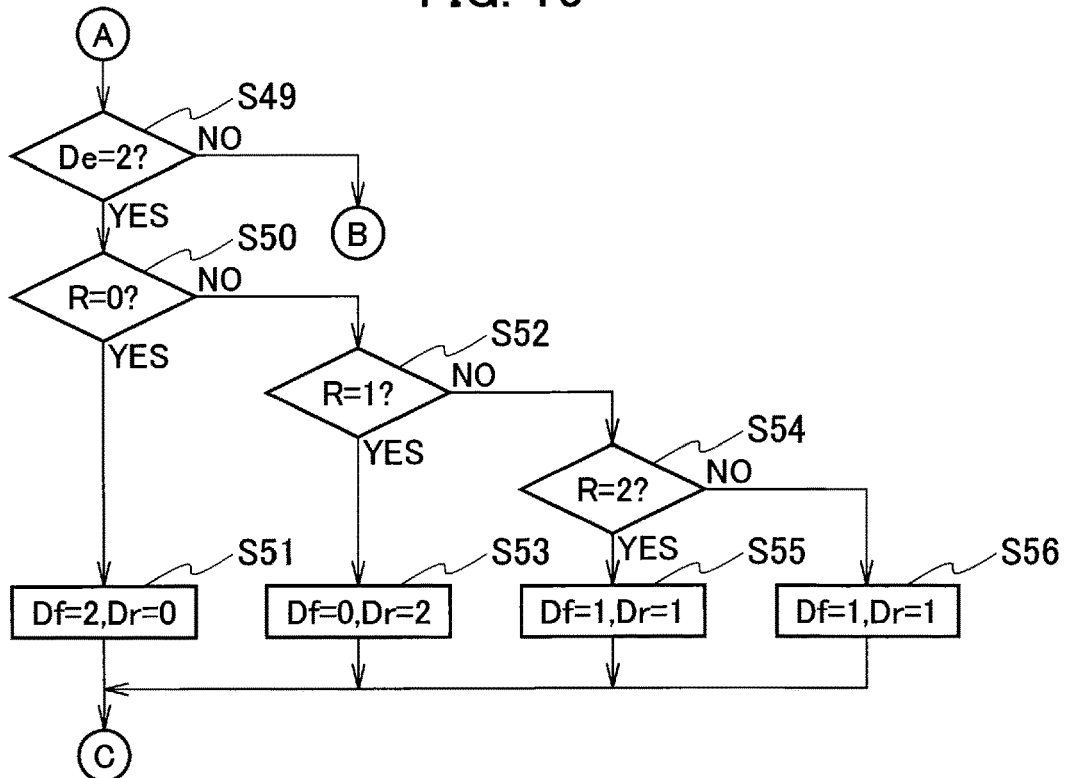 A
S49
De=2?
NO
YES
B
S50
R=0?
NO
YES
S52
R=1?
NO
YES
S54
R=2?
NO
YES
S51
S53
S55
S56
Df=2,Dr=0
Df=0,Dr=2
Df=1,Dr=1
Df=1,Dr=1
C